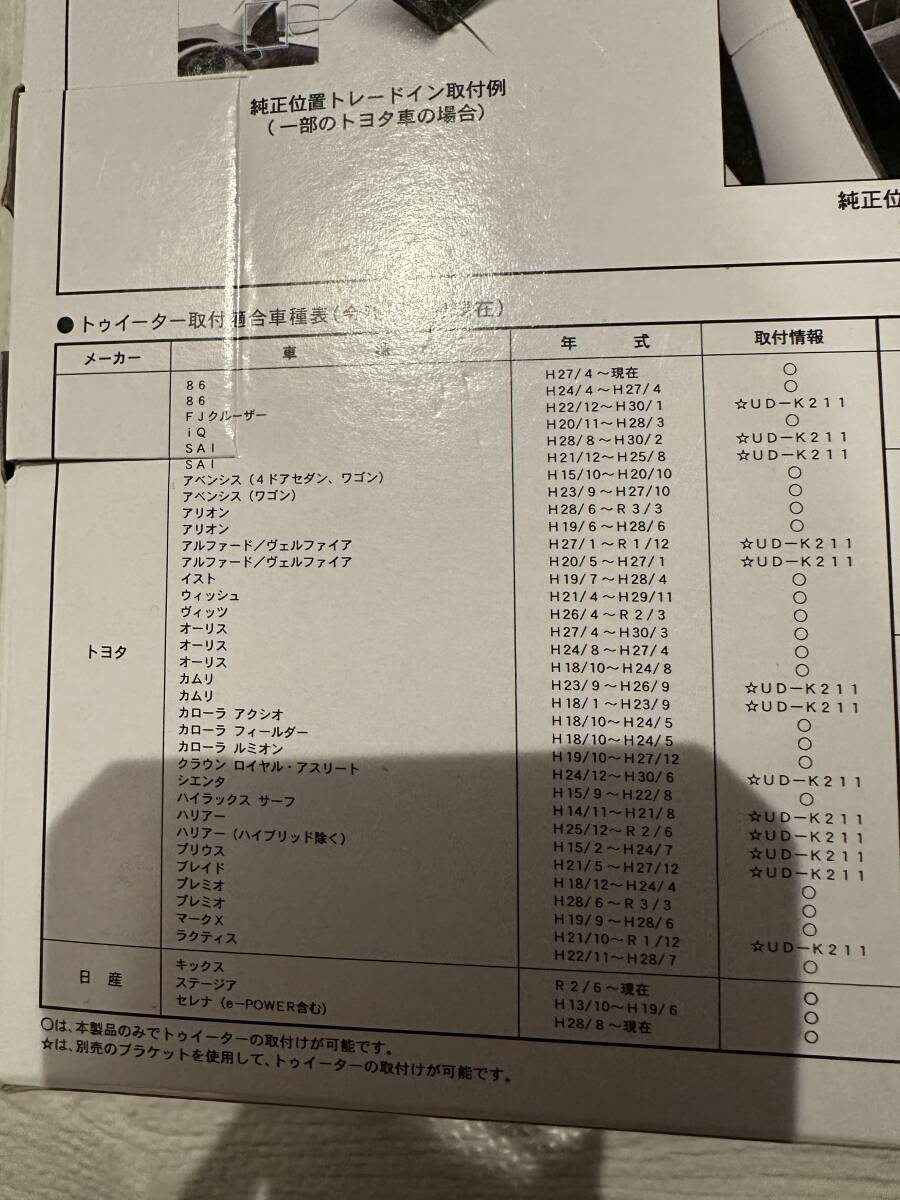 純正位置トレードイン取付例
（一部のトヨタ車の場合）
純正位
●トゥイーター取付適合車種表（在）
メーカー 車 年 式 取付情報
トヨタ
86 H27/4～現在 ○
86 H24/4～H27/4 ○
FJクルーザー H22/12～H30/1 ☆UD－K211
iQ H20/11～H28/3 ○
SAI H28/8～H30/2 ☆UD－K211
SAI H21/12～H25/8 ☆UD－K211
アベンシス（4ドアセダン、ワゴン） H15/10～H20/10 ○
アベンシス（ワゴン） H23/9～H27/10 ○
アリオン H28/6～R3/3 ○
アリオン H19/6～H28/6 ○
アルファード／ヴェルファイア H27/1～R1/12 ☆UD－K211
アルファード／ヴェルファイア H20/5～H27/1 ☆UD－K211
イスト H19/7～H28/4 ○
ウィッシュ H21/4～H29/11 ○
ヴィッツ H26/4～R2/3 ○
オーリス H27/4～H30/3 ○
オーリス H24/8～H27/4 ○
オーリス H18/10～H24/8 ○
カムリ H23/9～H26/9 ☆UD－K211
カムリ H18/1～H23/9 ☆UD－K211
カローラ アクシオ H18/10～H24/5 ○
カローラ フィールダー H18/10～H24/5 ○
カローラ ルミオン H19/10～H27/12 ○
クラウン ロイヤル・アスリート H24/12～H30/6 ☆UD－K211
シエンタ H15/9～H22/8 ○
ハイラックス サーフ H14/11～H21/8 ☆UD－K211
ハリアー H25/12～R2/6 ☆UD－K211
ハリアー（ハイブリッド除く） H15/2～H24/7 ☆UD－K211
プリウス H21/5～H27/12 ☆UD－K211
ブレイド H18/12～H24/4 ○
プレミオ H28/6～R3/3 ○
プレミオ H19/9～H28/6 ○
マークX H21/10～R1/12 ☆UD－K211
ラクティス H22/11～H28/7 ○
日産
キックス R2/6～現在 ○
ステージア H13/10～H19/6 ○
セレナ（e－POWER含む） H28/8～現在 ○
○は、本製品のみでトゥイーターの取付けが可能です。
☆は、別売のブラケットを使用して、トゥイーターの取付けが可能です。